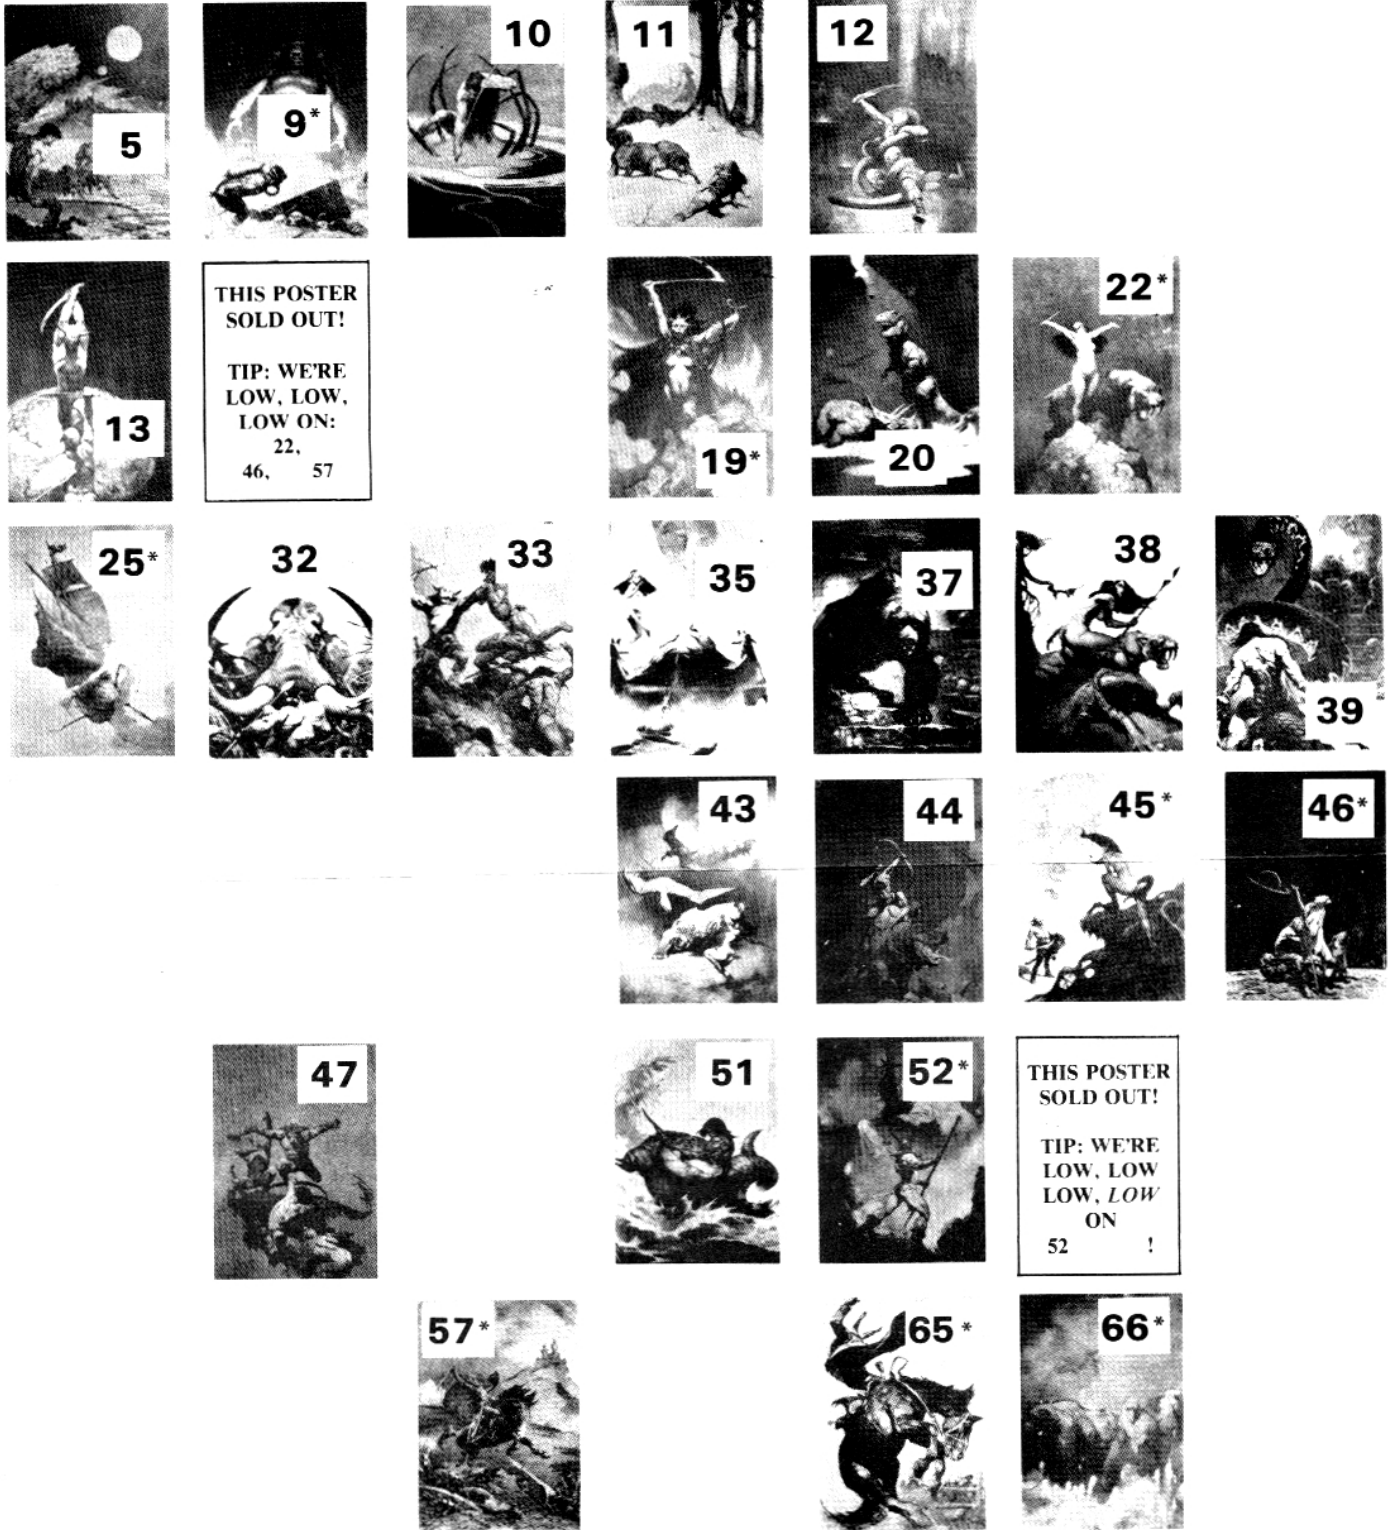 5
9*
10
11
12
13
THIS POSTER
SOLD OUT!
TIP: WE'RE
LOW, LOW,
LOW ON:
22,
46, 57
19*
20
22*
25*
32
33
35
37
38
39
43
44
45*
46*
47
51
52*
THIS POSTER
SOLD OUT!
TIP: WE'RE
LOW, LOW
LOW, LOW
ON
52 !
57*
65*
66*